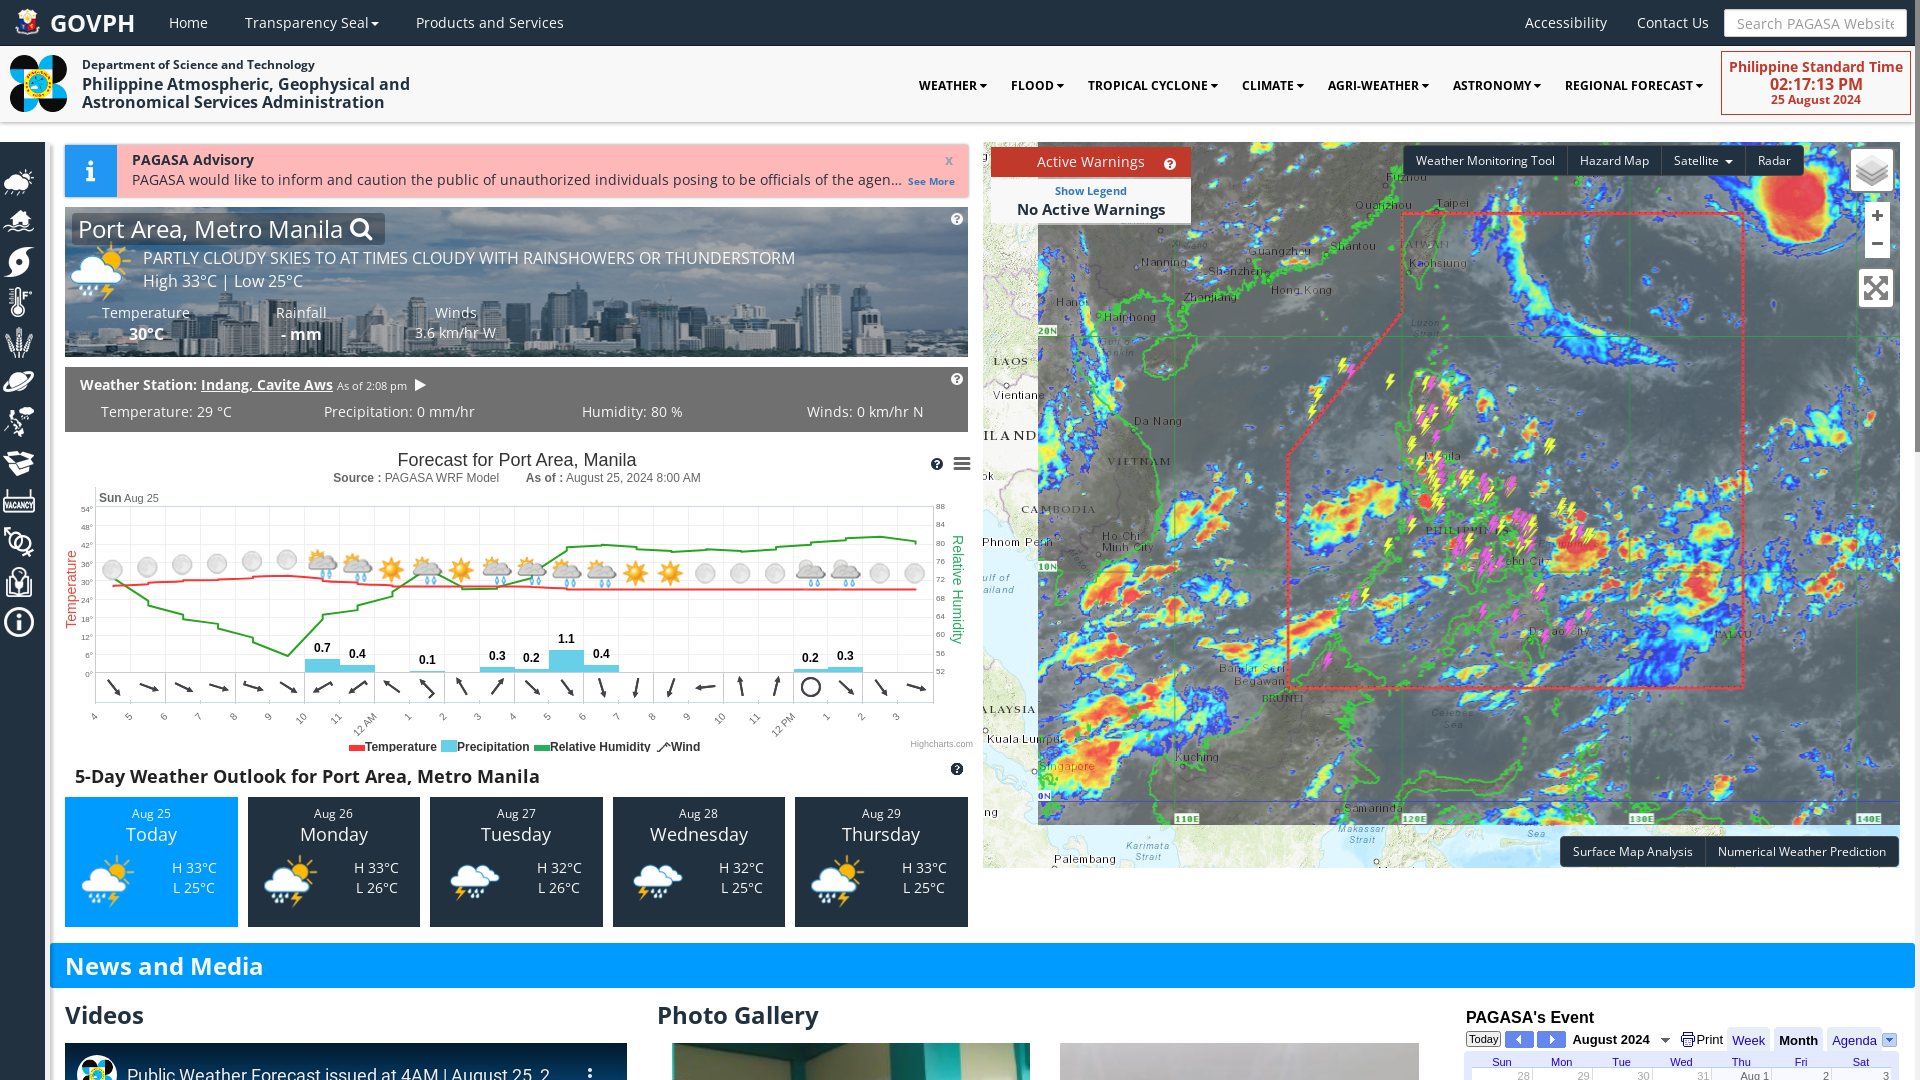 GOVPH
Home
Transparency Seal
Products and Services
Accessibility
Contact Us
Search PAGASA Website
Department of Science and Technology
Philippine Atmospheric, Geophysical and
Astronomical Services Administration
WEATHER
FLOOD
TROPICAL CYCLONE
CLIMATE
AGRI-WEATHER
ASTRONOMY
REGIONAL FORECAST
Philippine Standard Time
02:17:13 PM
25 August 2024
PAGASA Advisory
x
PAGASA would like to inform and caution the public of unauthorized individuals posing to be officials of the agen... See More
Port Area, Metro Manila
PARTLY CLOUDY SKIES TO AT TIMES CLOUDY WITH RAINSHOWERS OR THUNDERSTORM
High 33°C | Low 25°C
Temperature Rainfall Winds
30°C - mm 3.6 km/hr W
Weather Station: Indang, Cavite Aws As of 2:08 pm
Temperature: 29 °C Precipitation: 0 mm/hr Humidity: 80 % Winds: 0 km/hr N
Forecast for Port Area, Manila
Source : PAGASA WRF Model As of : August 25, 2024 8:00 AM
Sun Aug 25
54° 48° 42° 36° 30° 24° 18° 12° 6° 0°
Temperature
88 84 80 76 72 68 64 60 56 52
Relative Humidity
0.7 0.4 0.1 0.3 0.2 1.1 0.4 0.2 0.3
4 5 6 7 8 9 10 11 12 AM 1 2 3 4 5 6 7 8 9 10 11 12 PM 1 2 3
Temperature Precipitation Relative Humidity Wind
Highcharts.com
5-Day Weather Outlook for Port Area, Metro Manila
Aug 25
Today
H 33°C
L 25°C
Aug 26
Monday
H 33°C
L 26°C
Aug 27
Tuesday
H 32°C
L 26°C
Aug 28
Wednesday
H 32°C
L 25°C
Aug 29
Thursday
H 33°C
L 25°C
VACANCY
Active Warnings
Show Legend
No Active Warnings
Weather Monitoring Tool
Hazard Map
Satellite
Radar
+
−
Fuzhou
Quanzhou
Taipei
TAIWAN
Kaohsiung
Shantou
Guangzhou
Shenzhen
Hong Kong
Nanning
Zhanjiang
Hanoi
Haiphong
20N
Luzon
Strait
LAOS
Vientiane
Da Nang
VIETNAM
CAMBODIA
Phnom Penh
Ho Chi
Minh City
10N
PHILIPPINES
PALAU
Bandar Seri
Begawan
BRUNEI
Celebes
Sea
Kuala Lumpur
Kuching
Singapore
0N
Samarinda
110E
120E
130E
140E
Makassar
Strait
Karimata
Strait
Palembang
Sea
Surface Map Analysis
Numerical Weather Prediction
News and Media
Videos
Photo Gallery
Public Weather Forecast issued at 4AM | August 25, 2
PAGASA's Event
Today
August 2024
Print
Week
Month
Agenda
Sun Mon Tue Wed Thu Fri Sat
28 29 30 31 Aug 1 2 3